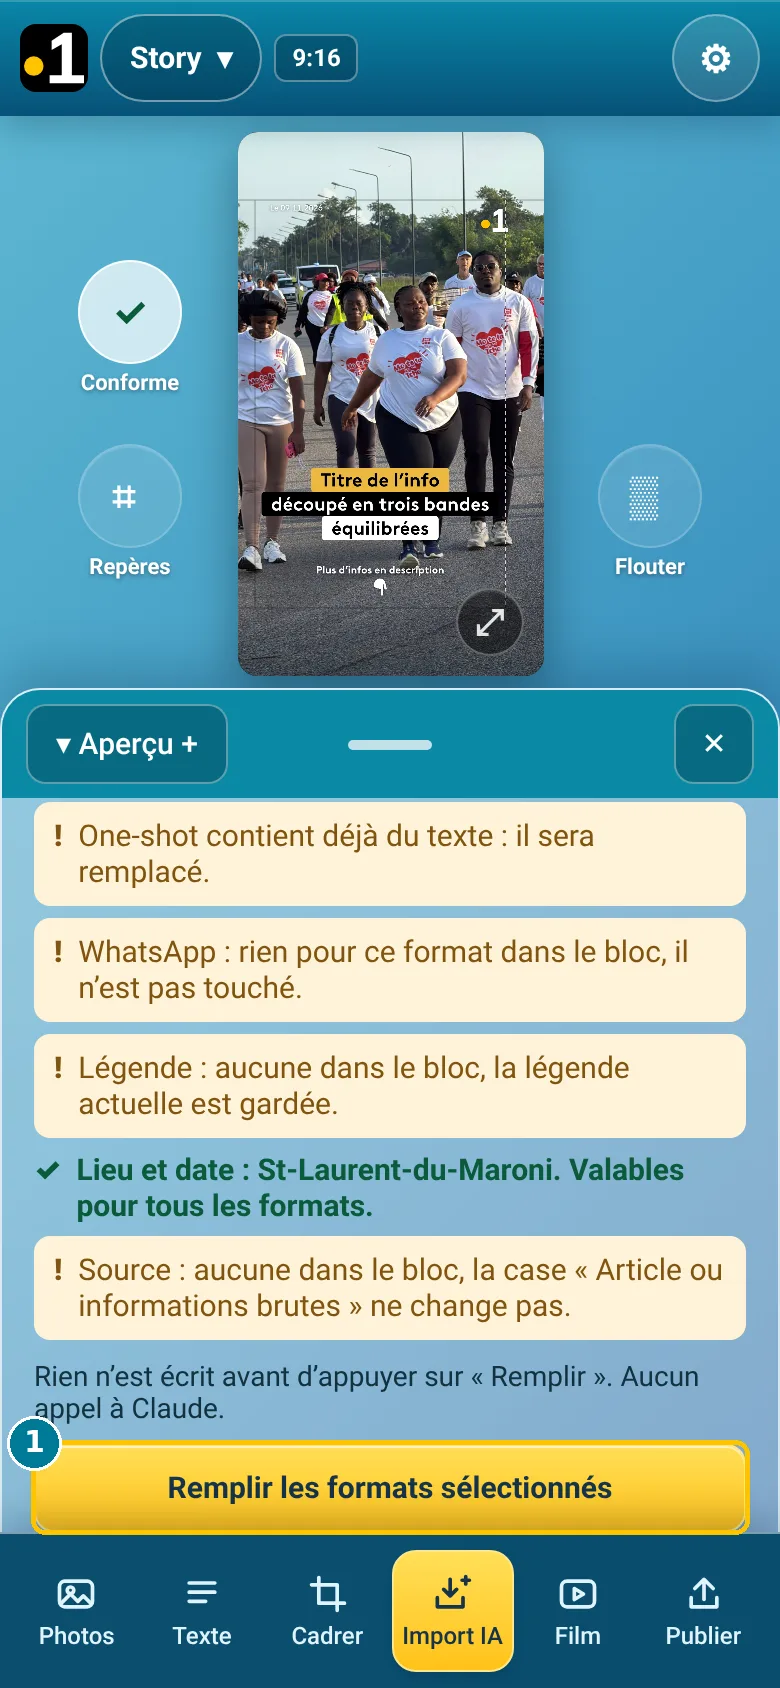 .1
Story ▼
9:16
⚙
.1
Conforme
Titre de l’info
découpé en trois bandes
équilibrées
Repères
Flouter
Plus d’infos en description
▾ Aperçu +
✕
! One-shot contient déjà du texte : il sera
remplacé.
! WhatsApp : rien pour ce format dans le bloc, il
n’est pas touché.
! Légende : aucune dans le bloc, la légende
actuelle est gardée.
✔ Lieu et date : St-Laurent-du-Maroni. Valables
pour tous les formats.
! Source : aucune dans le bloc, la case « Article ou
informations brutes » ne change pas.
Rien n’est écrit avant d’appuyer sur « Remplir ». Aucun
appel à Claude.
1
Remplir les formats sélectionnés
Photos
Texte
Cadrer
Import IA
Film
Publier